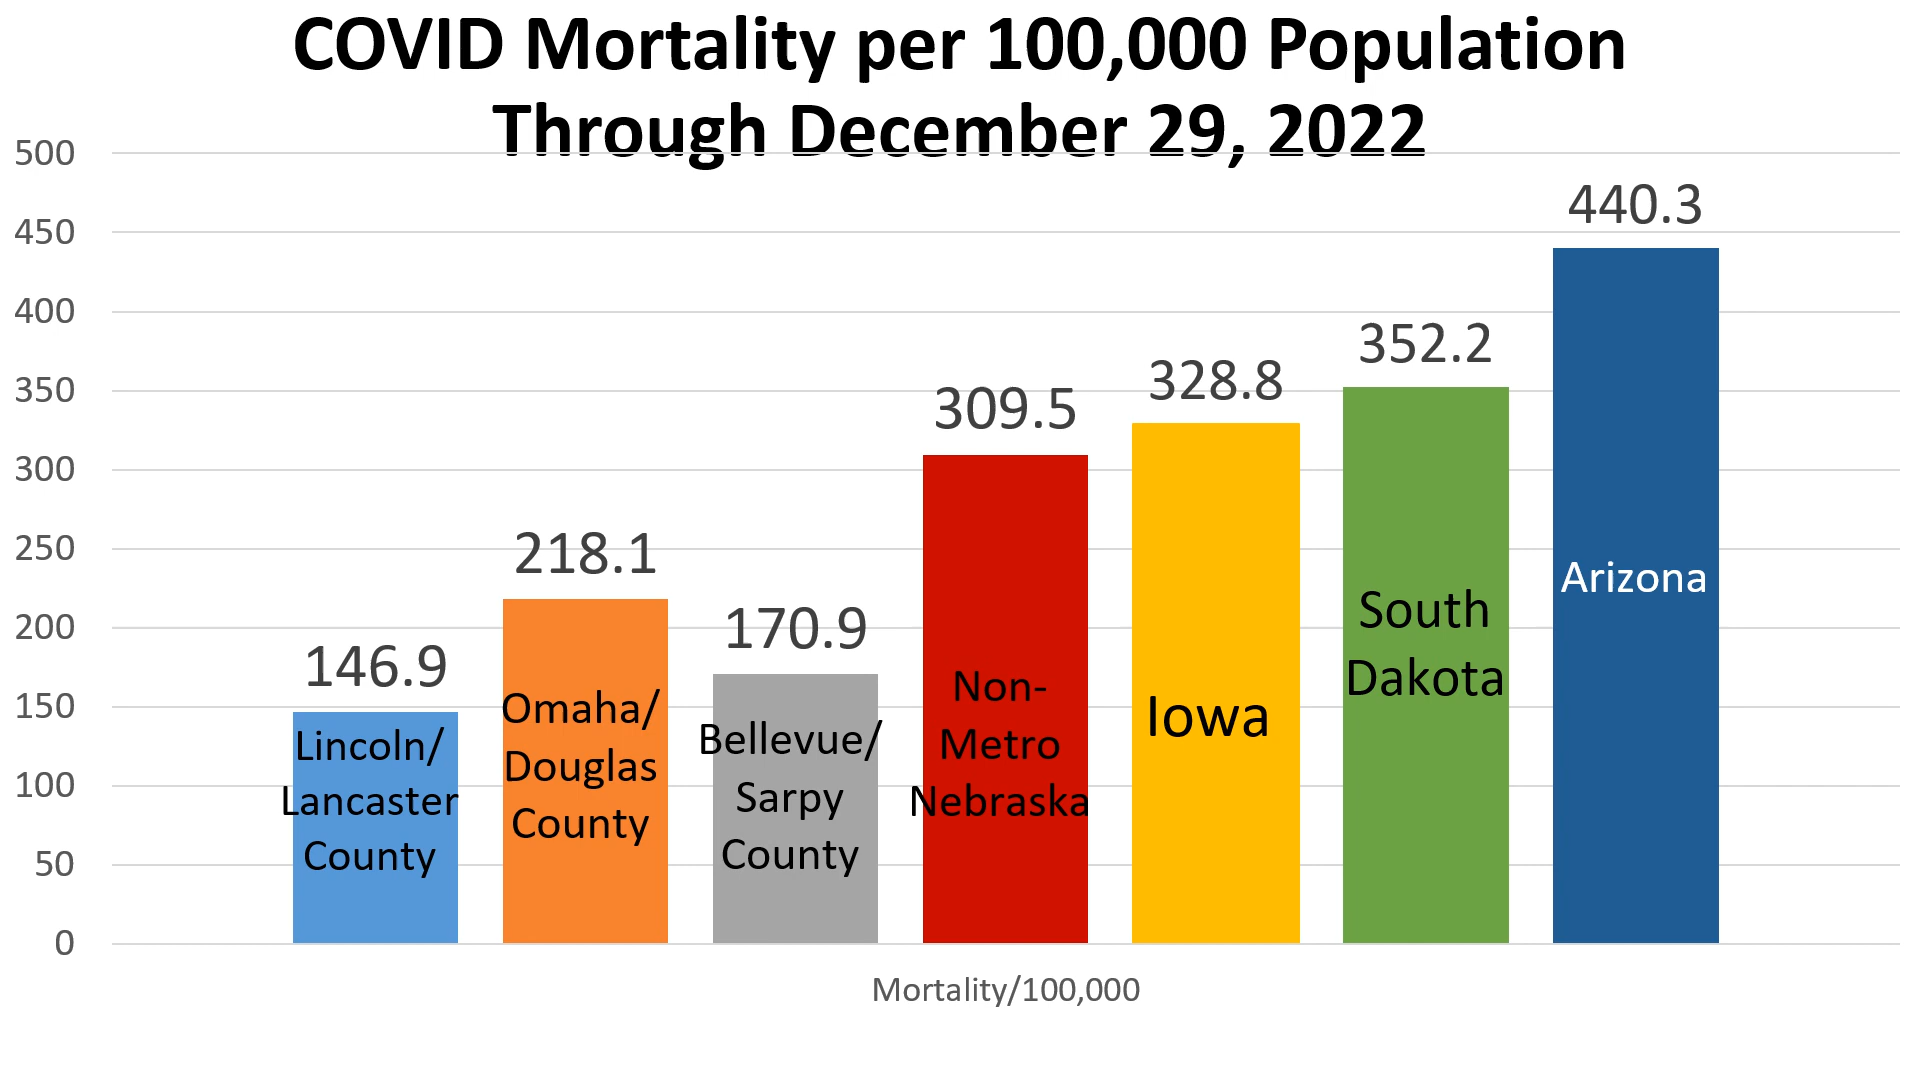 COVID Mortality per 100,000 Population
Through December 29, 2022
500
450
400
350
300
250
200
150
100
50
0
146.9
Lincoln/
Lancaster
County
218.1
Omaha/
Douglas
County
170.9
Bellevue/
Sarpy
County
309.5
Non-
Metro
Nebraska
328.8
Iowa
352.2
South
Dakota
440.3
Arizona
Mortality/100,000